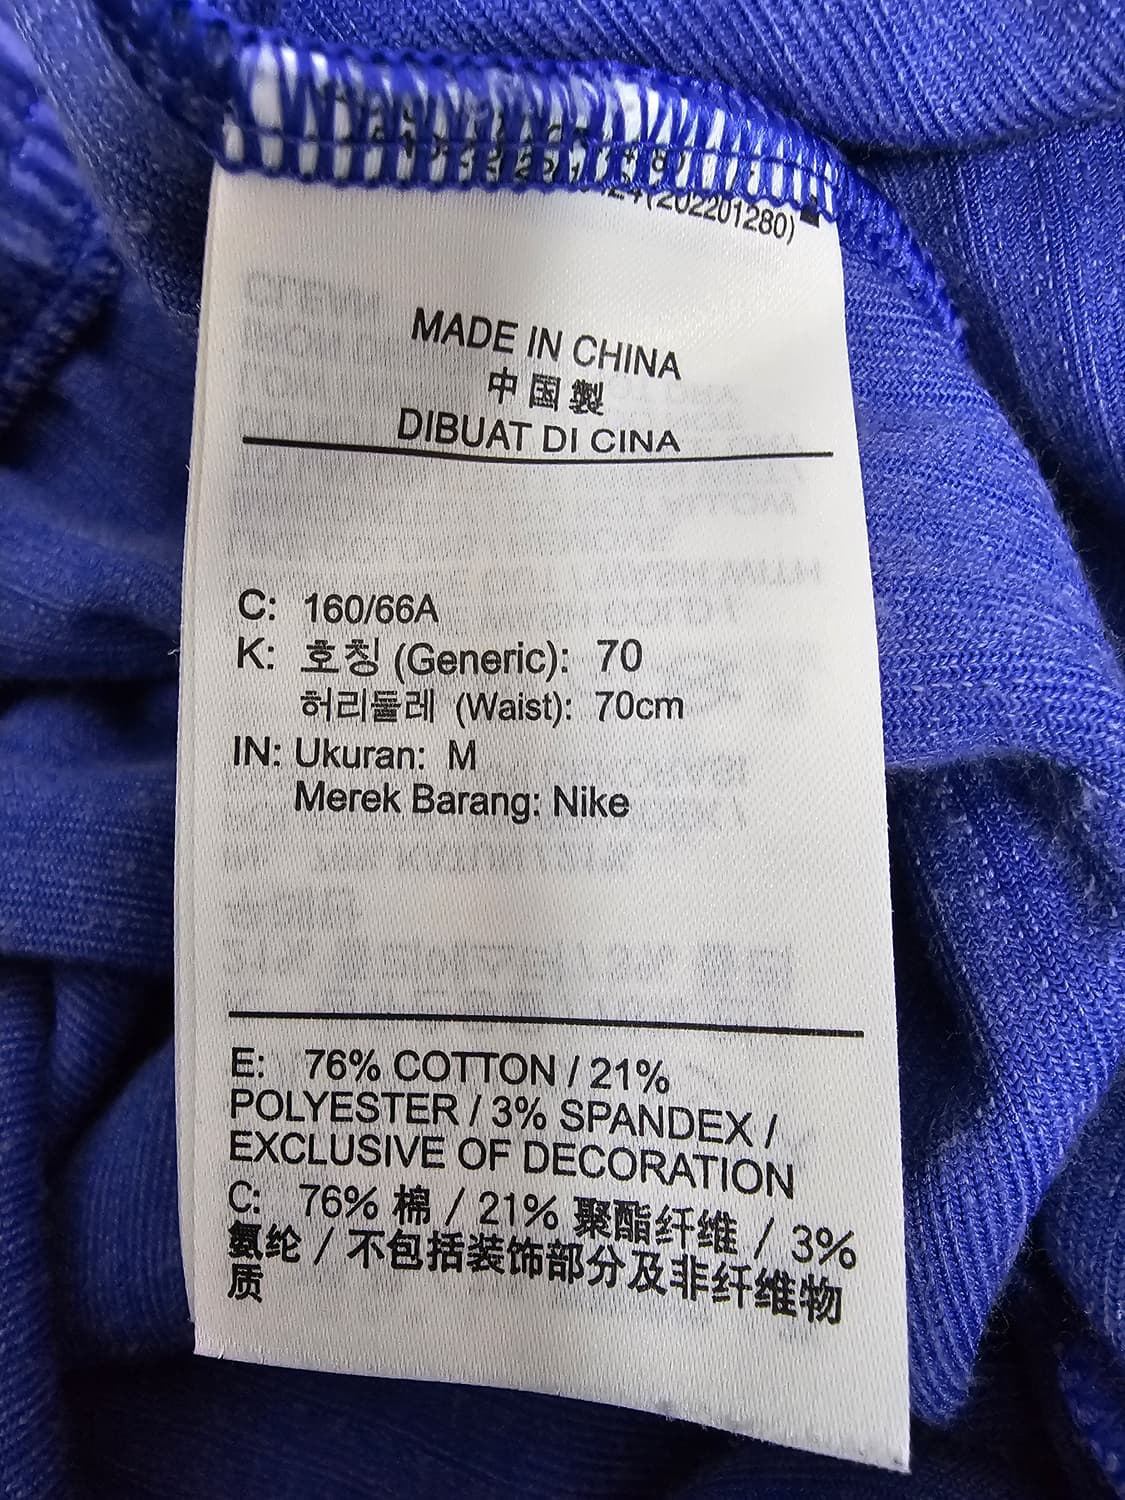 (202201280)
MADE IN CHINA
中国製
DIBUAT DI CINA
C: 160/66A
K: 호칭 (Generic): 70
허리둘레 (Waist): 70cm
IN: Ukuran: M
Merek Barang: Nike
E: 76% COTTON / 21%
POLYESTER / 3% SPANDEX /
EXCLUSIVE OF DECORATION
C: 76% 棉 / 21% 聚酯纤维 / 3%
氨纶 / 不包括装饰部分及非纤维物
质